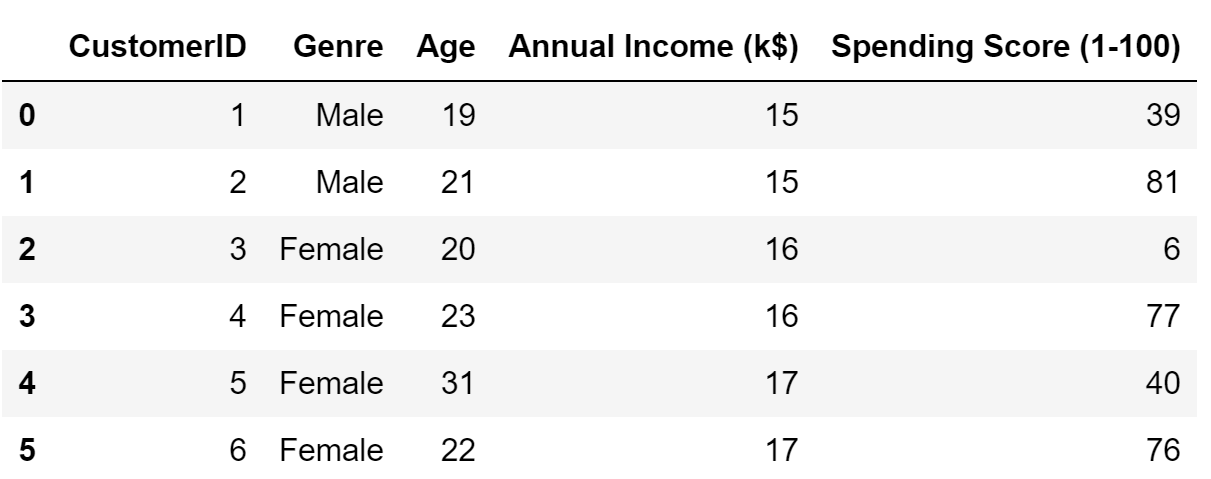 CustomerID Genre Age Annual Income (k$) Spending Score (1-100)
0 1 Male 19 15 39
1 2 Male 21 15 81
2 3 Female 20 16 6
3 4 Female 23 16 77
4 5 Female 31 17 40
5 6 Female 22 17 76